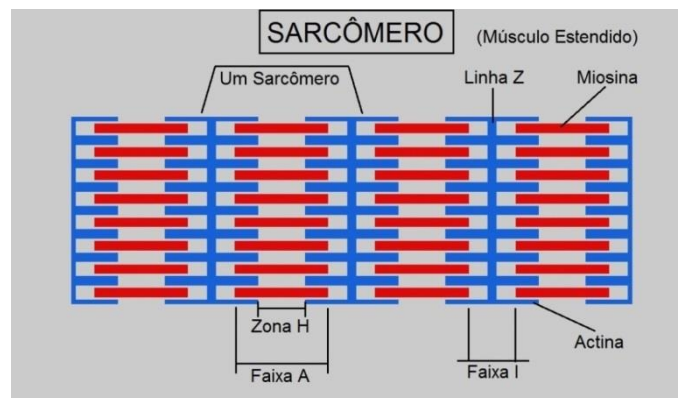 SARCÔMERO
(Músculo Estendido)
Um Sarcômero
Linha Z
Miosina
Zona H
Faixa A
Faixa I
Actina